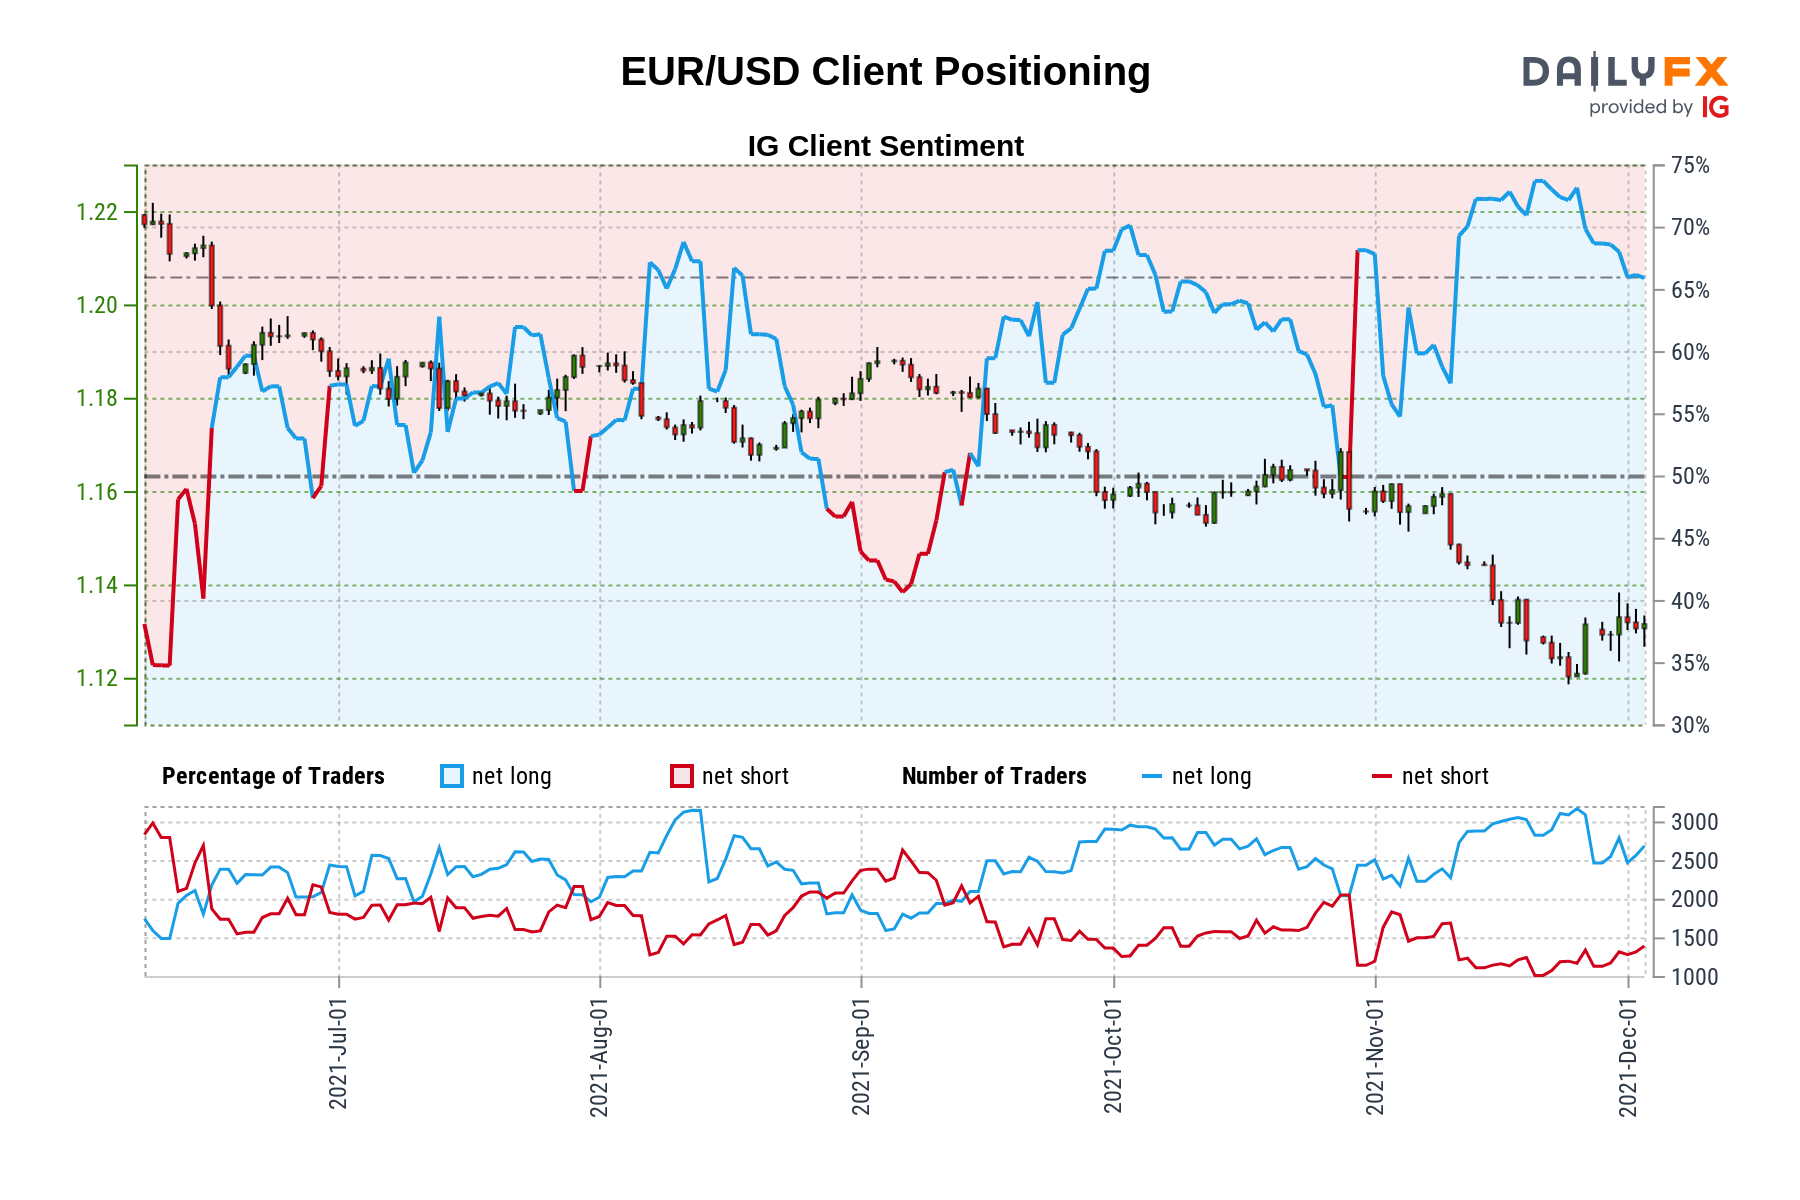 EUR/USD Client Positioning
DAILYFX
provided by IG
IG Client Sentiment
1.22
1.20
1.18
1.16
1.14
1.12
75%
70%
65%
60%
55%
50%
45%
40%
35%
30%
Percentage of Traders net long net short Number of Traders net long net short
3000
2500
2000
1500
1000
2021-Jul-01
2021-Aug-01
2021-Sep-01
2021-Oct-01
2021-Nov-01
2021-Dec-01